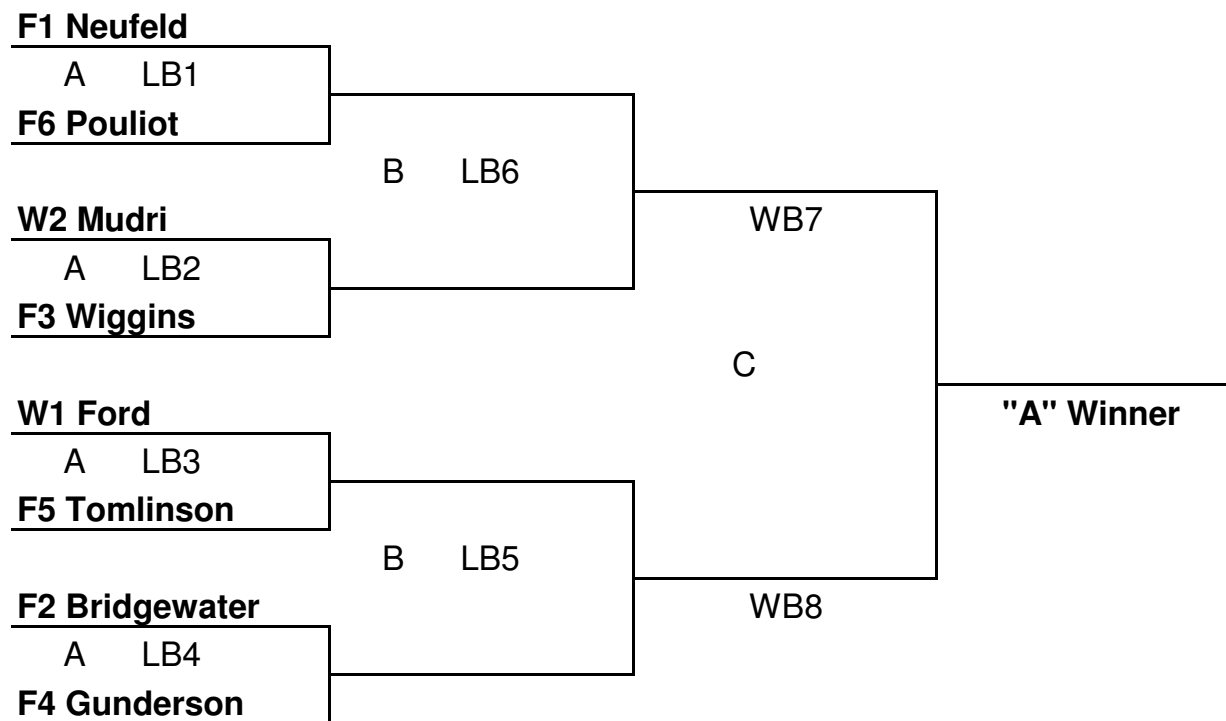 F1 Neufeld
A LB1
F6 Pouliot
B LB6
W2 Mudri
WB7
A LB2
F3 Wiggins
C
W1 Ford
"A" Winner
A LB3
F5 Tomlinson
B LB5
F2 Bridgewater
WB8
A LB4
F4 Gunderson